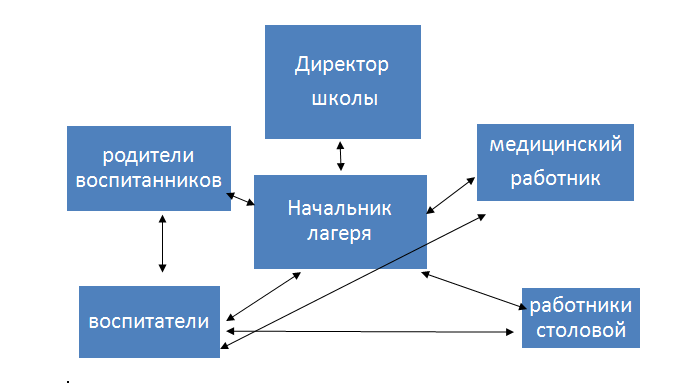 Директор
школы
родители
воспитанников
медицинский
работник
Начальник
лагеря
воспитатели
работники
столовой